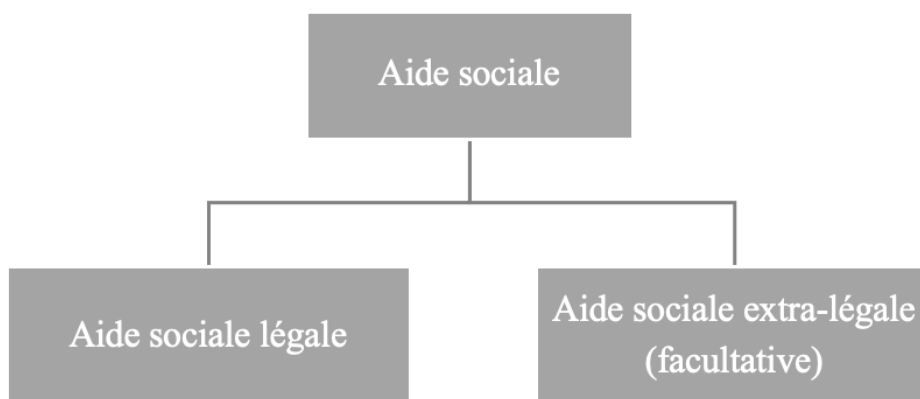 Aide sociale
Aide sociale légale
Aide sociale extra-légale
(facultative)